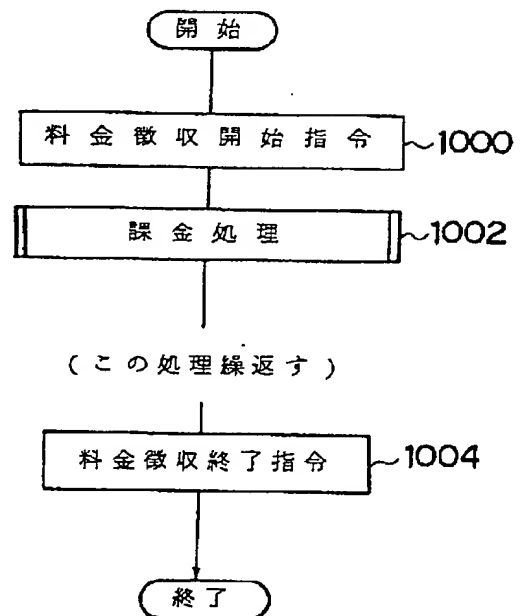 開始
料金徴収開始指令 1000
課金処理 1002
(この処理繰返す)
料金徴収終了指令 1004
終了